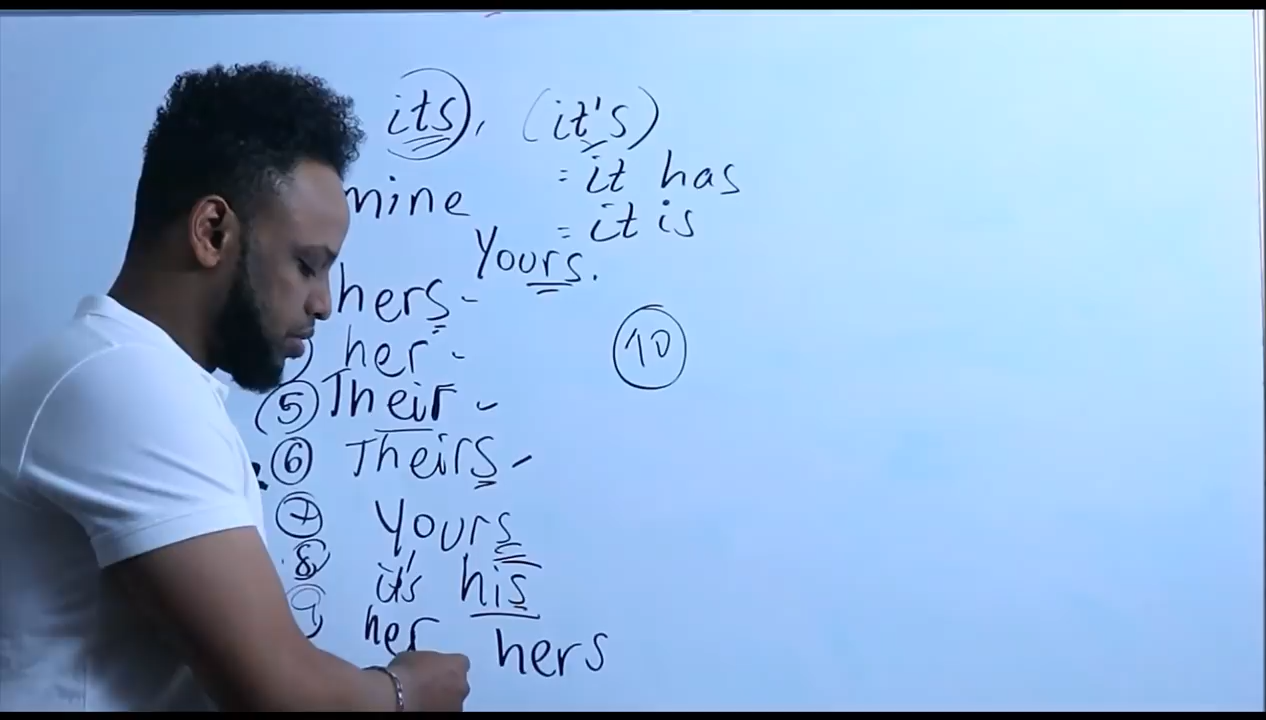 its, (it's)
= it has
mine
= it is
Yours.
hers -
her -
10
5 Their -
6 Theirs -
7 Yours
8 it's his
9 her hers